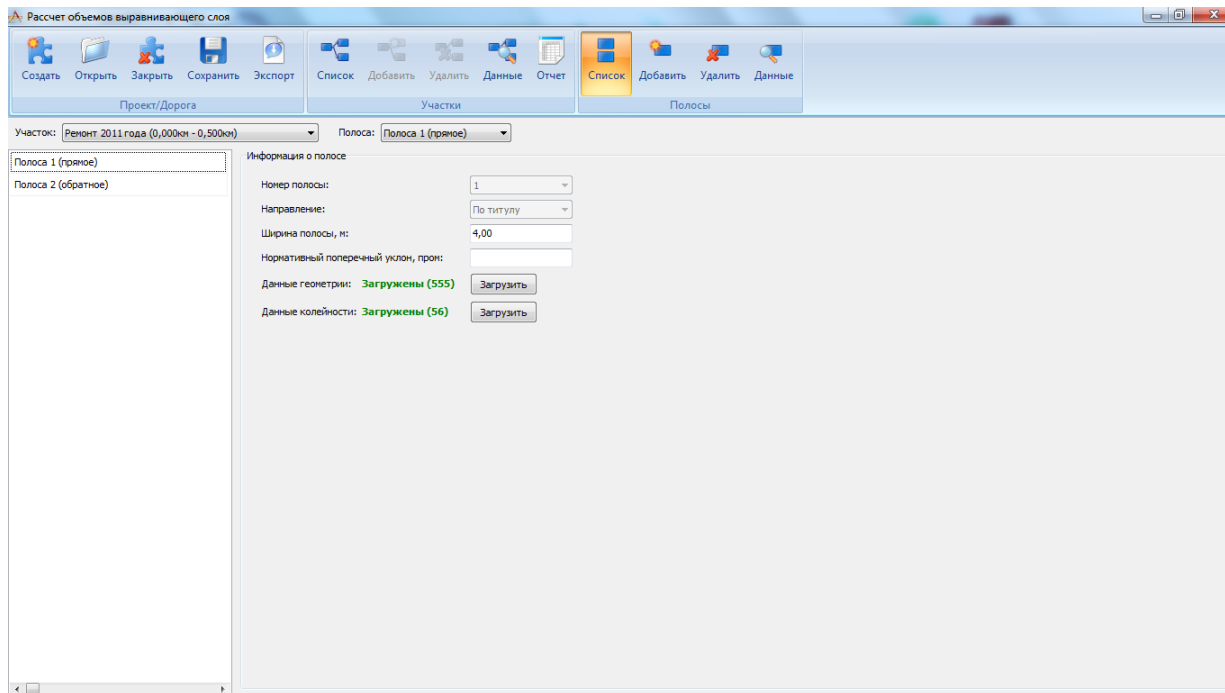 Рассчет объемов выравнивающего слоя
Создать Открыть Закрыть Сохранить Экспорт Список Добавить Удалить Данные Отчет Список Добавить Удалить Данные
Проект/Дорога Участки Полосы
Участок: Ремонт 2011 года (0,000км - 0,500км) Полоса: Полоса 1 (прямое)
Полоса 1 (прямое)
Полоса 2 (обратное)
Информация о полосе
Номер полосы: 1
Направление: По титулу
Ширина полосы, м: 4,00
Нормативный поперечный уклон, пром:
Данные геометрии: Загружены (555) Загрузить
Данные колейности: Загружены (56) Загрузить